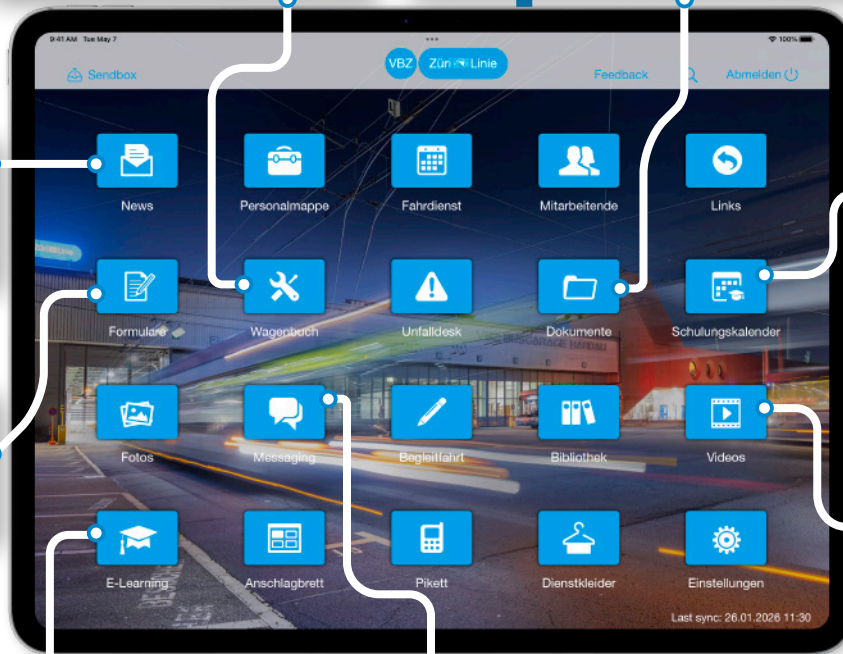 9:41 AM Tue May 7
100%
Sendbox
VBZ Züri Linie
Feedback
Abmelden
News
Personalmappe
Fahrdienst
Mitarbeitende
Links
Formulare
Wagenbuch
Unfalldesk
Dokumente
Schulungskalender
Fotos
Messaging
Begleitfahrt
Bibliothek
Videos
E-Learning
Anschlagbrett
Pikett
Dienstkleider
Einstellungen
Last sync: 26.01.2026 11:30